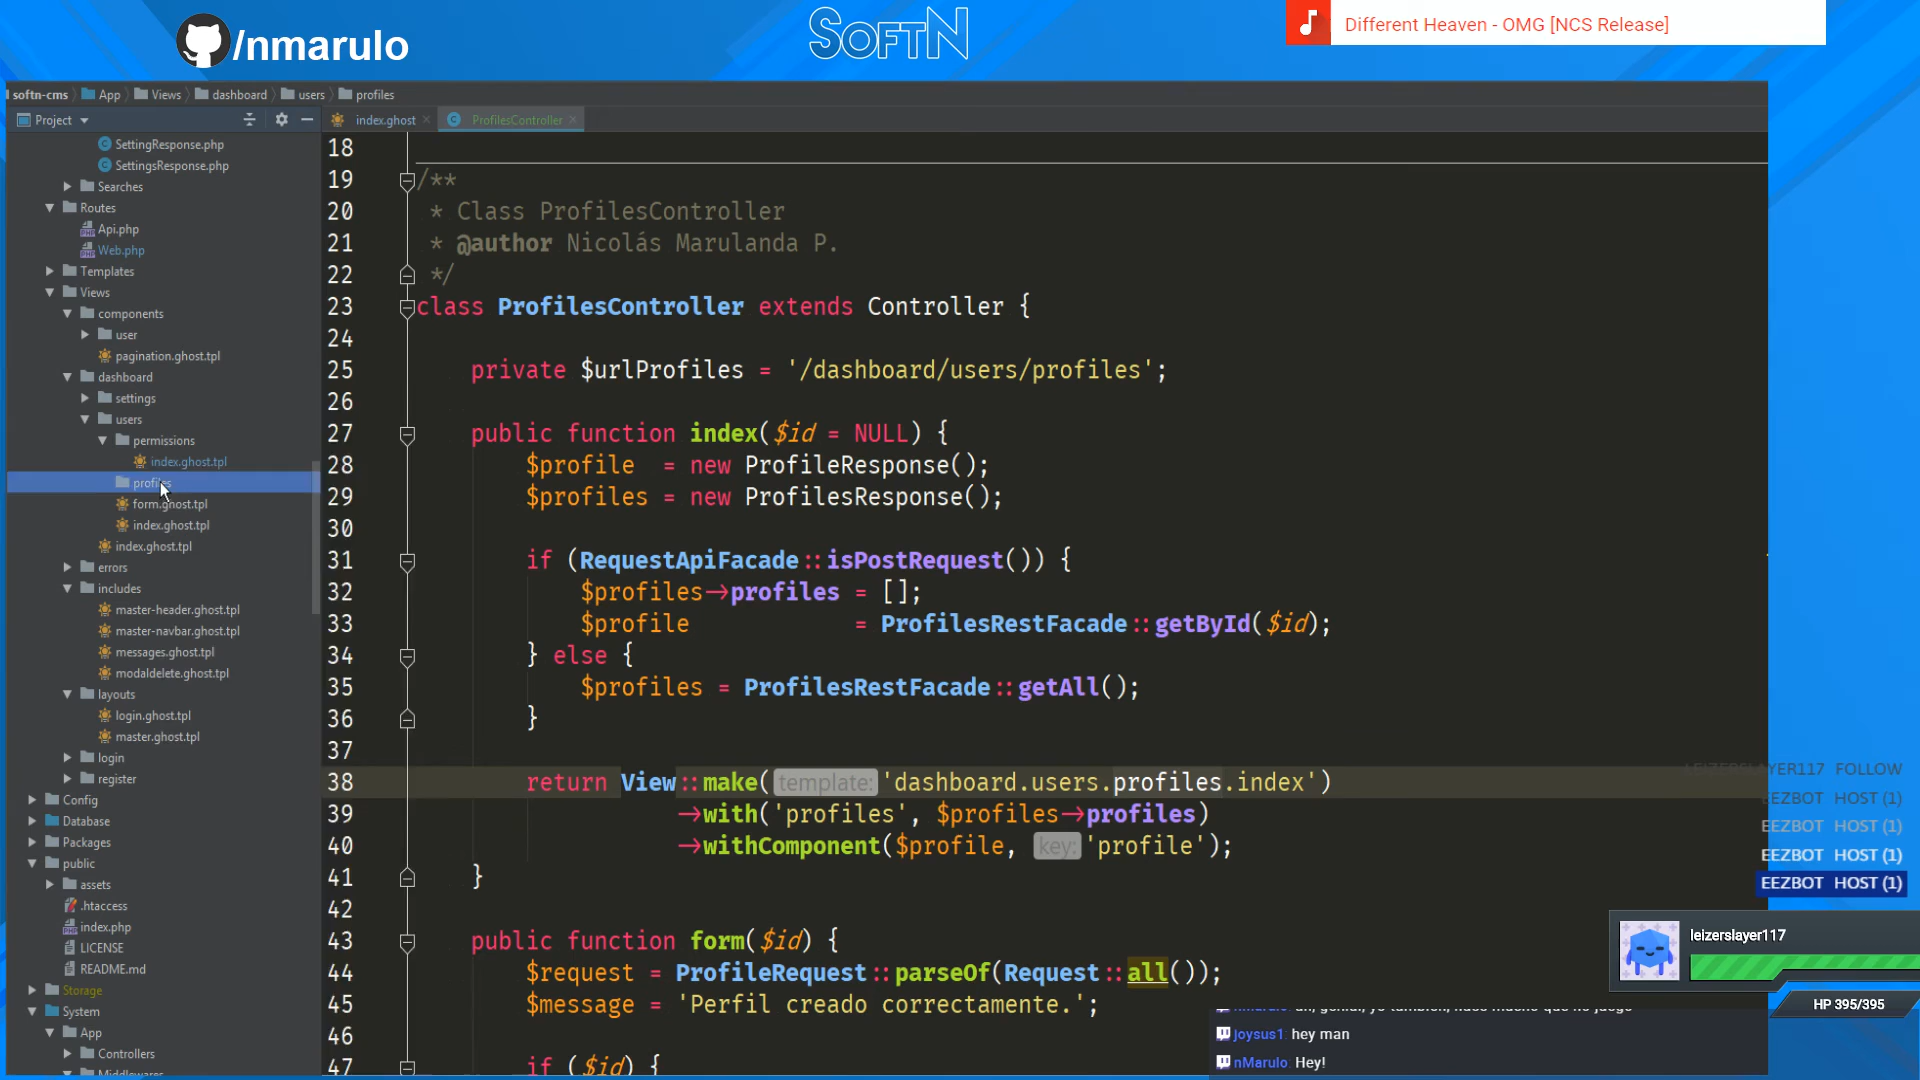 /nmarulo
SOFTN
Different Heaven - OMG [NCS Release]
softn-cms App Views dashboard users profiles
Project
index.ghost
ProfilesController
SettingResponse.php
SettingsResponse.php
Searches
Routes
Api.php
Web.php
Templates
Views
components
user
pagination.ghost.tpl
dashboard
settings
users
permissions
index.ghost.tpl
profiles
form.ghost.tpl
index.ghost.tpl
index.ghost.tpl
errors
includes
master-header.ghost.tpl
master-navbar.ghost.tpl
messages.ghost.tpl
modaldelete.ghost.tpl
layouts
login.ghost.tpl
master.ghost.tpl
login
register
Config
Database
Packages
public
assets
.htaccess
index.php
LICENSE
README.md
Storage
System
App
Controllers
Middlewares
18
19 /**
20 * Class ProfilesController
21 * @author Nicolás Marulanda P.
22 */
23 class ProfilesController extends Controller {
24
25 private $urlProfiles = '/dashboard/users/profiles';
26
27 public function index($id = NULL) {
28 $profile = new ProfileResponse();
29 $profiles = new ProfilesResponse();
30
31 if (RequestApiFacade::isPostRequest()) {
32 $profiles->profiles = [];
33 $profile = ProfilesRestFacade::getById($id);
34 } else {
35 $profiles = ProfilesRestFacade::getAll();
36 }
37
38 return View::make( template: 'dashboard.users.profiles.index')
39 ->with('profiles', $profiles->profiles)
40 ->withComponent($profile, key: 'profile');
41 }
42
43 public function form($id) {
44 $request = ProfileRequest::parseOf(Request::all());
45 $message = 'Perfil creado correctamente.';
46
47 if ($id) {
LEIZERSLAYER117 FOLLOW
EEZBOT HOST (1)
EEZBOT HOST (1)
EEZBOT HOST (1)
EEZBOT HOST (1)
leizerslayer117
HP 395/395
joysus1: hey man
nMarulo: Hey!